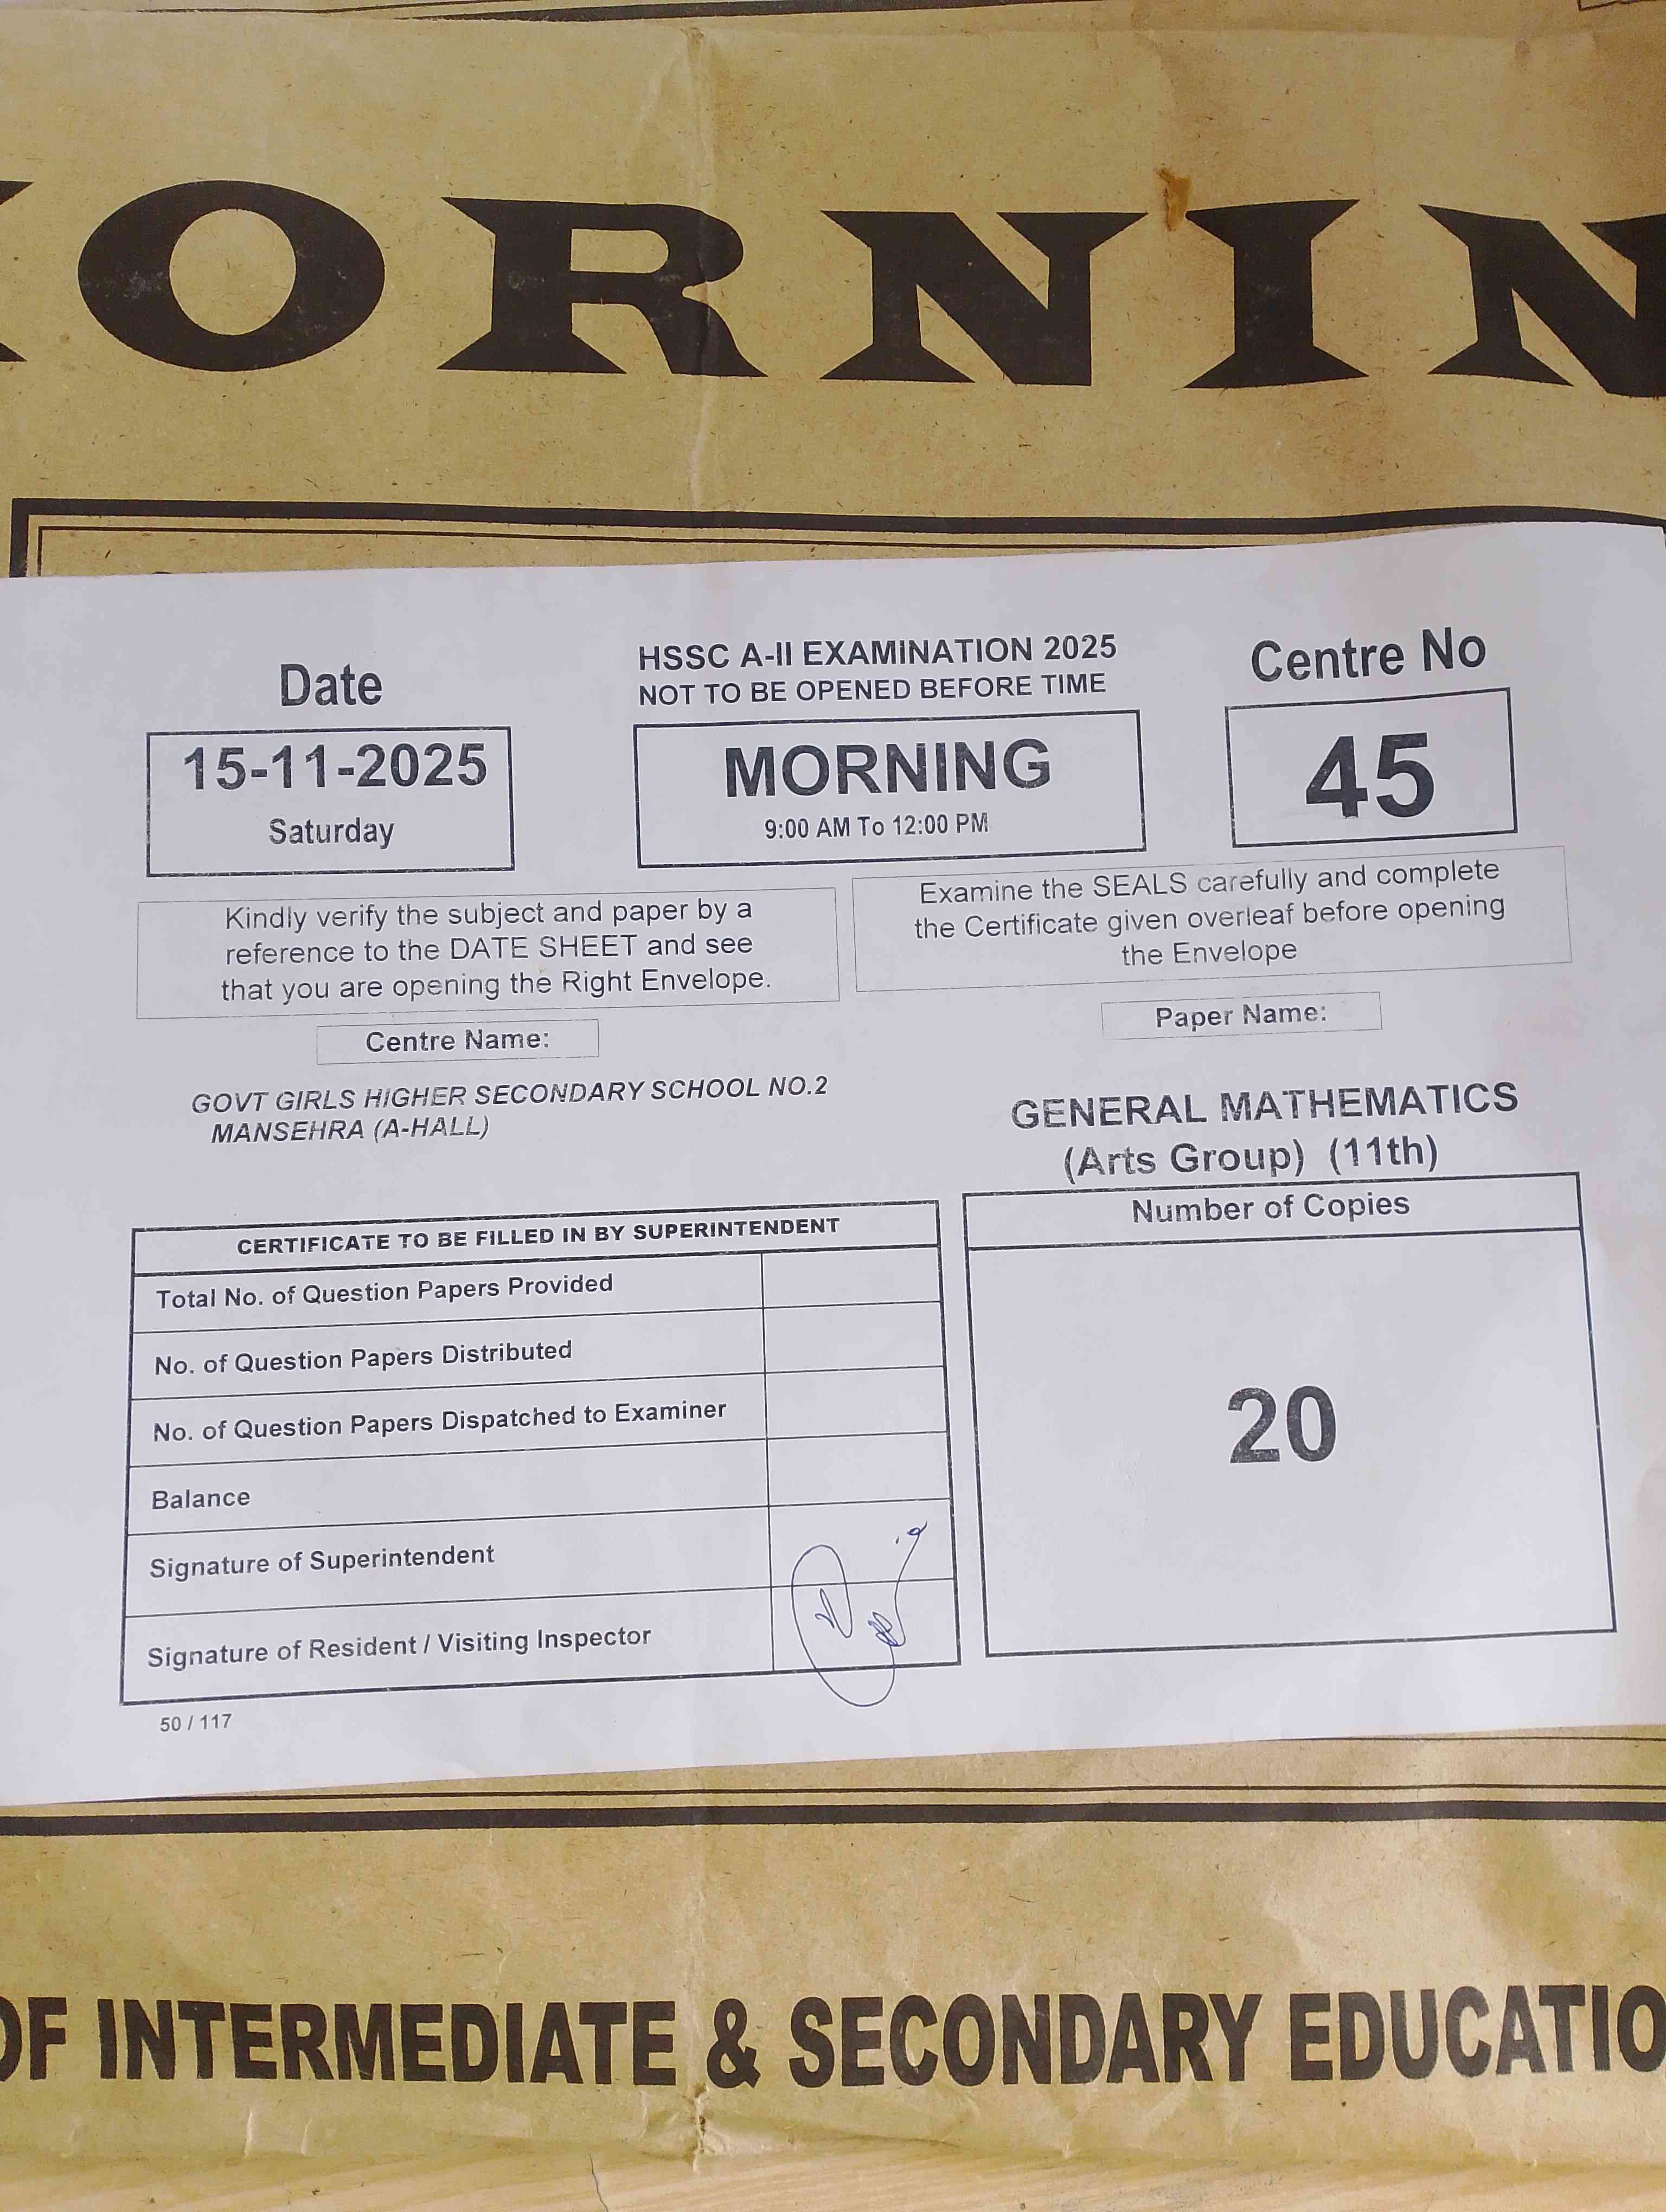 ORNIN
Date
HSSC A-II EXAMINATION 2025
NOT TO BE OPENED BEFORE TIME
Centre No
15-11-2025
Saturday
MORNING
9:00 AM To 12:00 PM
45
Kindly verify the subject and paper by a
reference to the DATE SHEET and see
that you are opening the Right Envelope.
Examine the SEALS carefully and complete
the Certificate given overleaf before opening
the Envelope
Centre Name:
Paper Name:
GOVT GIRLS HIGHER SECONDARY SCHOOL NO.2
MANSEHRA (A-HALL)
GENERAL MATHEMATICS
(Arts Group) (11th)
CERTIFICATE TO BE FILLED IN BY SUPERINTENDENT
Total No. of Question Papers Provided
No. of Question Papers Distributed
No. of Question Papers Dispatched to Examiner
Balance
Signature of Superintendent
Signature of Resident / Visiting Inspector
Number of Copies
20
50 / 117
OF INTERMEDIATE & SECONDARY EDUCATIO